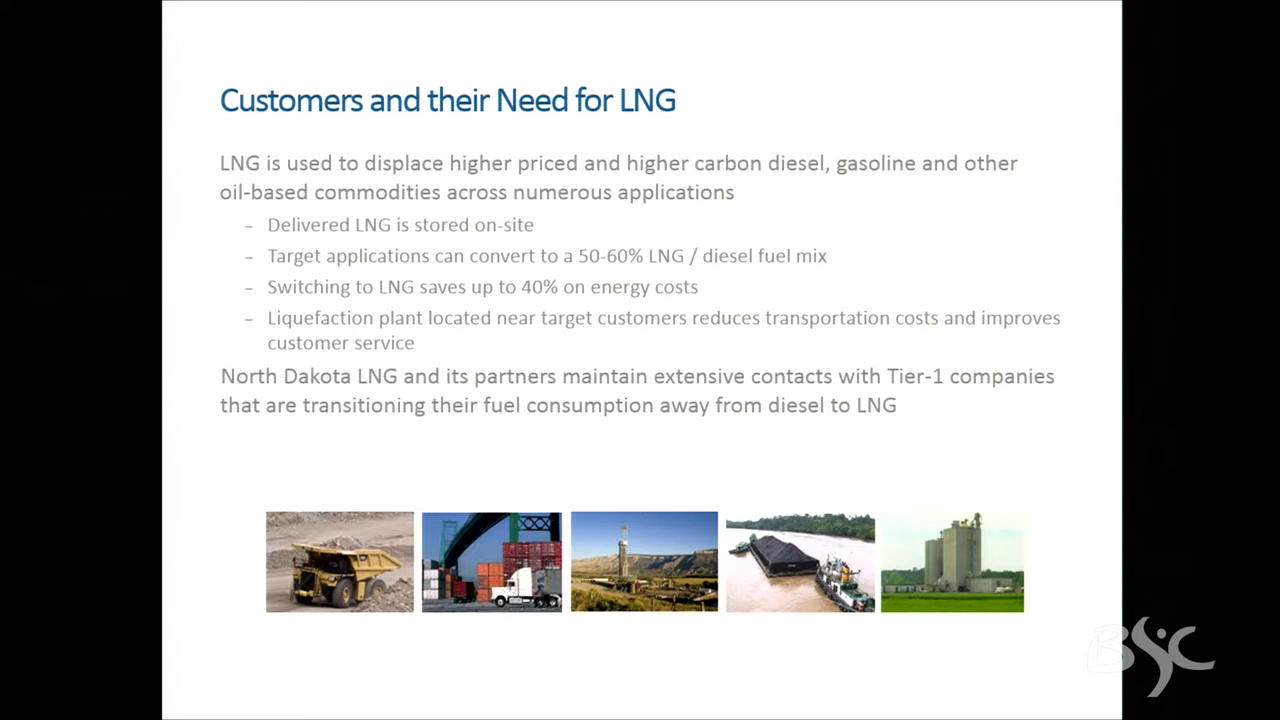 Customers and their Need for LNG
LNG is used to displace higher priced and higher carbon diesel, gasoline and other
oil-based commodities across numerous applications
– Delivered LNG is stored on-site
– Target applications can convert to a 50-60% LNG / diesel fuel mix
– Switching to LNG saves up to 40% on energy costs
– Liquefaction plant located near target customers reduces transportation costs and improves
customer service
North Dakota LNG and its partners maintain extensive contacts with Tier-1 companies
that are transitioning their fuel consumption away from diesel to LNG
BSC